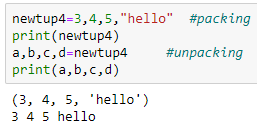 newtup4=3,4,5,"hello"  #packing
print(newtup4)
a,b,c,d=newtup4     #unpacking
print(a,b,c,d)
(3, 4, 5, 'hello')
3 4 5 hello